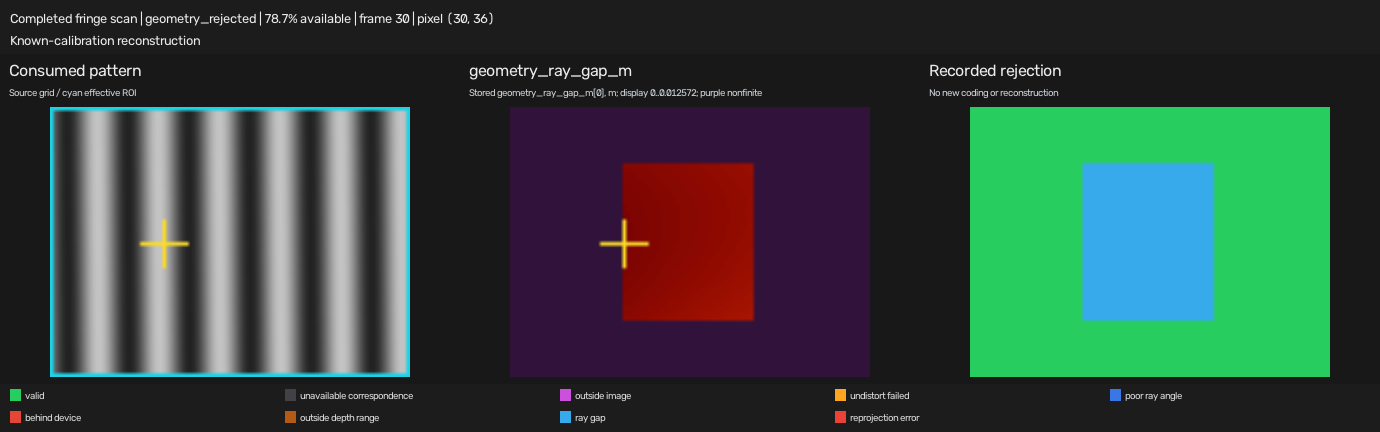 Completed fringe scan | geometry_rejected | 78.7% available | frame 30 | pixel (30, 36)
Known-calibration reconstruction
Consumed pattern
Source grid / cyan effective ROI
geometry_ray_gap_m
Stored geometry_ray_gap_m[0], m; display 0..0.012572; purple nonfinite
Recorded rejection
No new coding or reconstruction
valid
unavailable correspondence
outside image
undistort failed
poor ray angle
behind device
outside depth range
ray gap
reprojection error